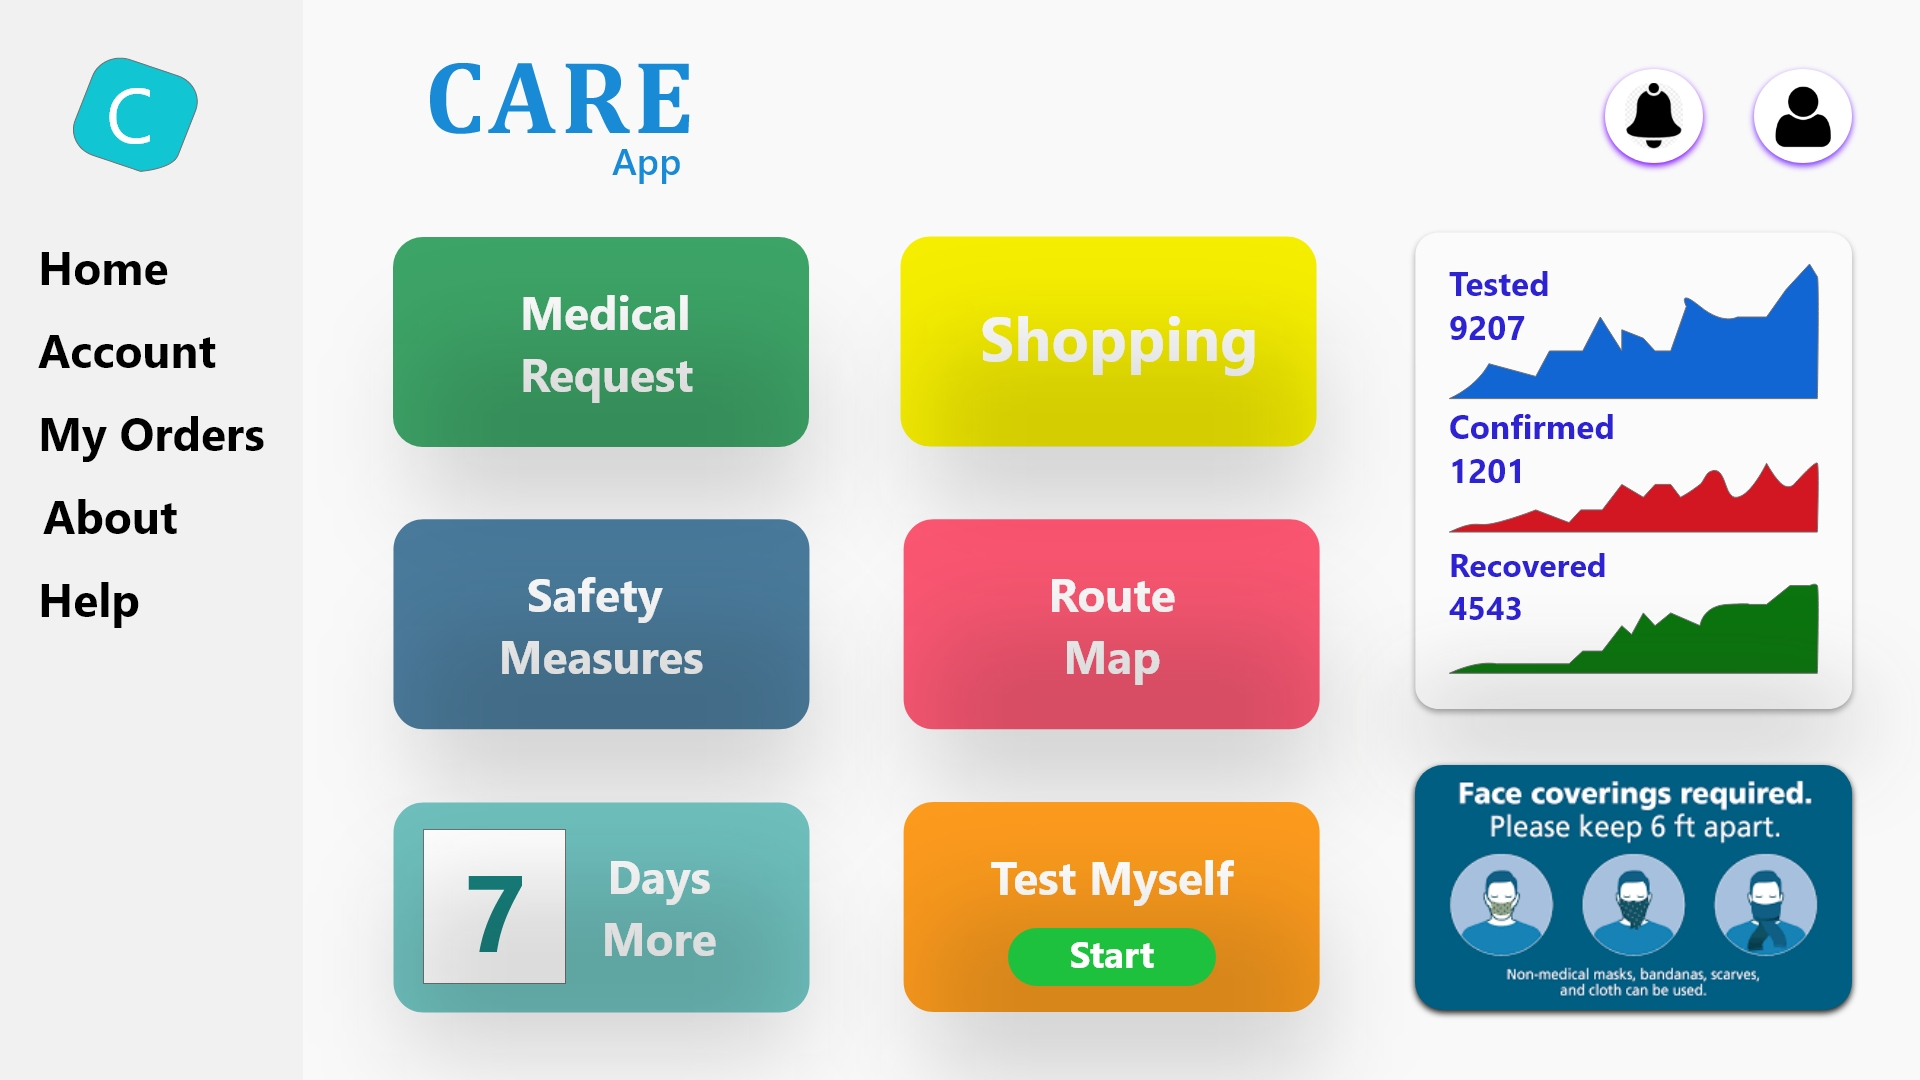 C
CARE
App
Home
Account
My Orders
About
Help
Medical
Request
Shopping
Safety
Measures
Route
Map
7
Days
More
Test Myself
Start
Tested
9207
Confirmed
1201
Recovered
4543
Face coverings required.
Please keep 6 ft apart.
Non-medical masks, bandanas, scarves,
and cloth can be used.